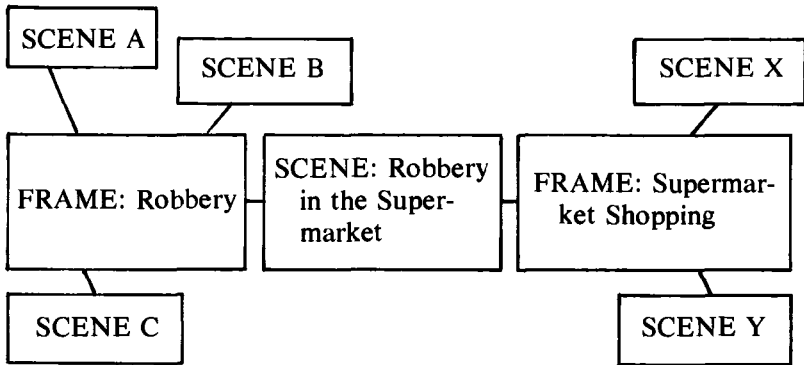 SCENE A
SCENE B
SCENE X
FRAME: Robbery
SCENE: Robbery
in the Super-
market
FRAME: Supermar-
ket Shopping
SCENE C
SCENE Y